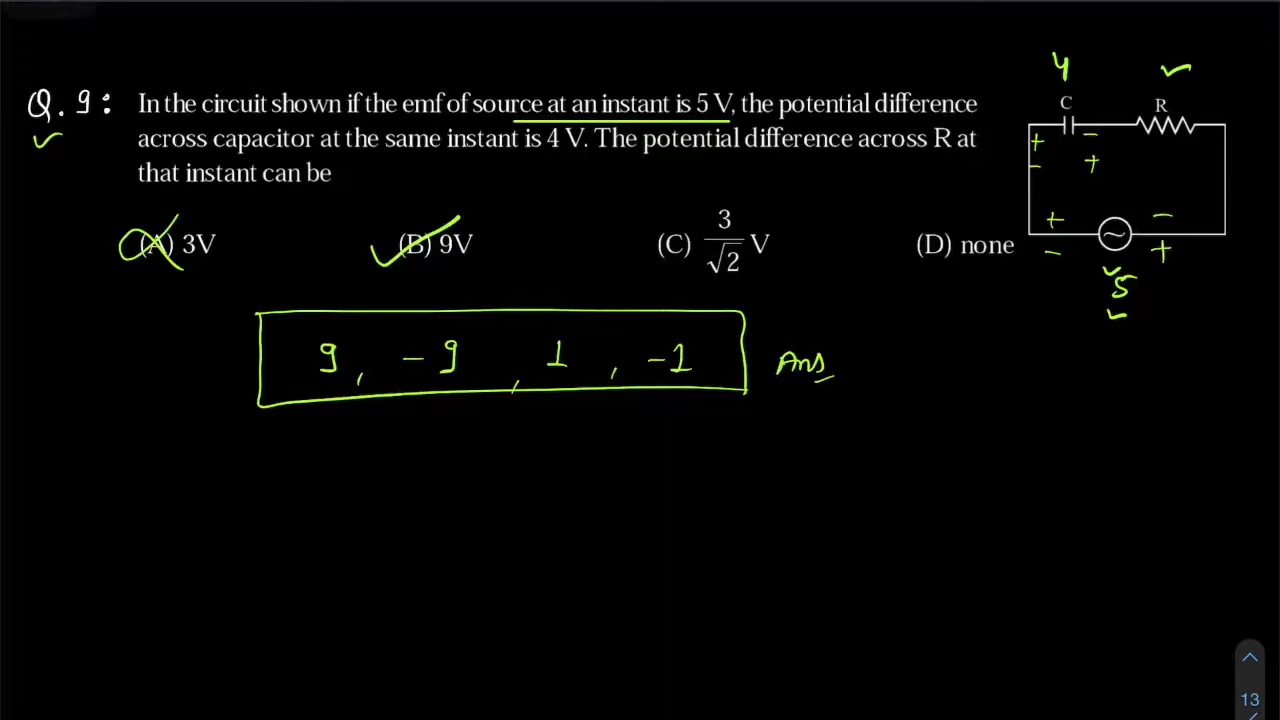 Q. 9: In the circuit shown if the emf of source at an instant is 5 V, the potential difference
across capacitor at the same instant is 4 V. The potential difference across R at
that instant can be
(A) 3V (B) 9V (C) 3/√2 V (D) none
4
C R
+ -
- +
+ -
- +
5
9, -9, 1, -1 Ans
13